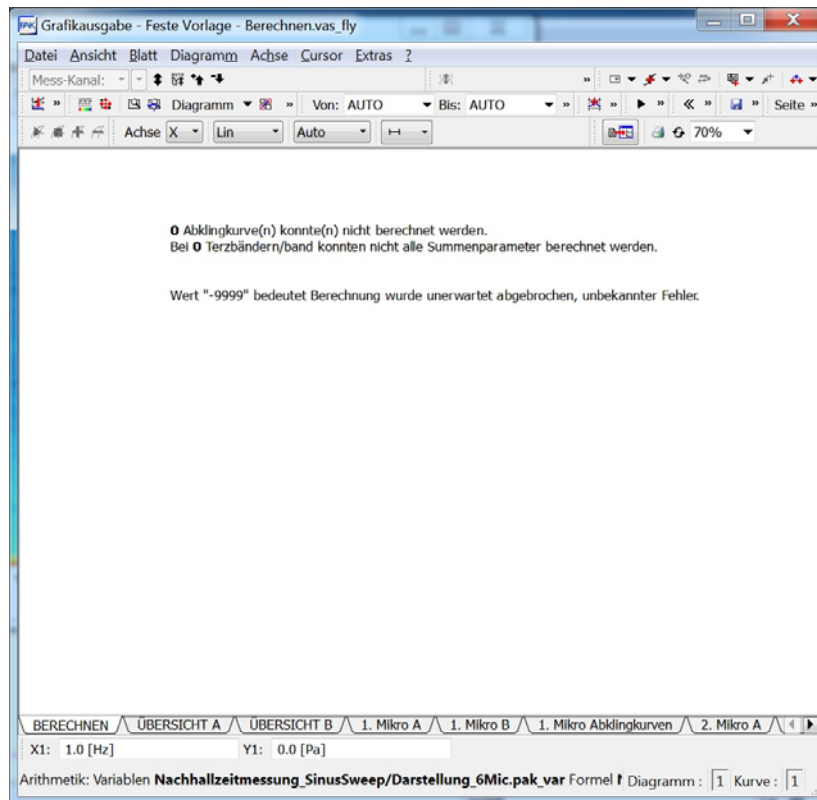 Grafikausgabe - Feste Vorlage - Berechnen.vas_fly
Datei Ansicht Blatt Diagramm Achse Cursor Extras ?
Mess-Kanal:
Diagramm Von: AUTO Bis: AUTO Seite
Achse X Lin Auto 70%
0 Abklingkurve(n) konnte(n) nicht berechnet werden.
Bei 0 Terzbändern/band konnten nicht alle Summenparameter berechnet werden.
Wert "-9999" bedeutet Berechnung wurde unerwartet abgebrochen, unbekannter Fehler.
BERECHNEN ÜBERSICHT A ÜBERSICHT B 1. Mikro A 1. Mikro B 1. Mikro Abklingkurven 2. Mikro A
X1: 1.0 [Hz] Y1: 0.0 [Pa]
Arithmetik: Variablen Nachhallzeitmessung_SinusSweep/Darstellung_6Mic.pak_var Formel Diagramm : 1 Kurve : 1